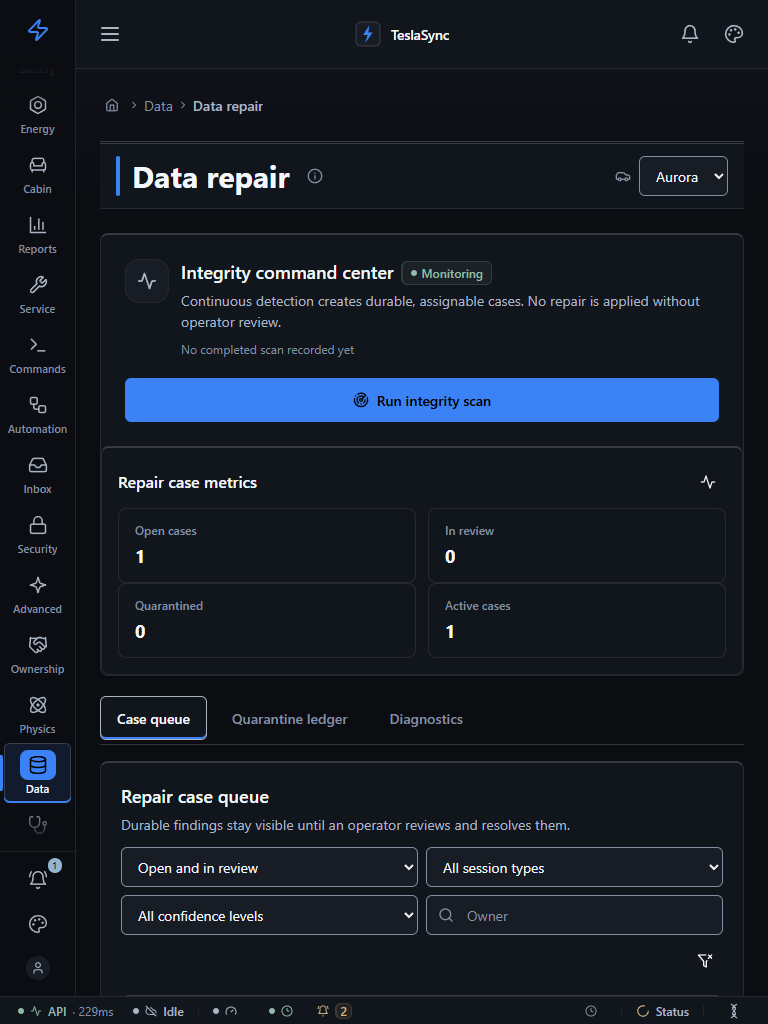 TeslaSync
Energy
Cabin
Reports
Service
Commands
Automation
Inbox
Security
Advanced
Ownership
Physics
Data
1
Data
Data repair
Data repair
Aurora
Integrity command center
Monitoring
Continuous detection creates durable, assignable cases. No repair is applied without
operator review.
No completed scan recorded yet
Run integrity scan
Repair case metrics
Open cases
1
In review
0
Quarantined
0
Active cases
1
Case queue
Quarantine ledger
Diagnostics
Repair case queue
Durable findings stay visible until an operator reviews and resolves them.
Open and in review
All session types
All confidence levels
Owner
API · 229ms
Idle
2
Status